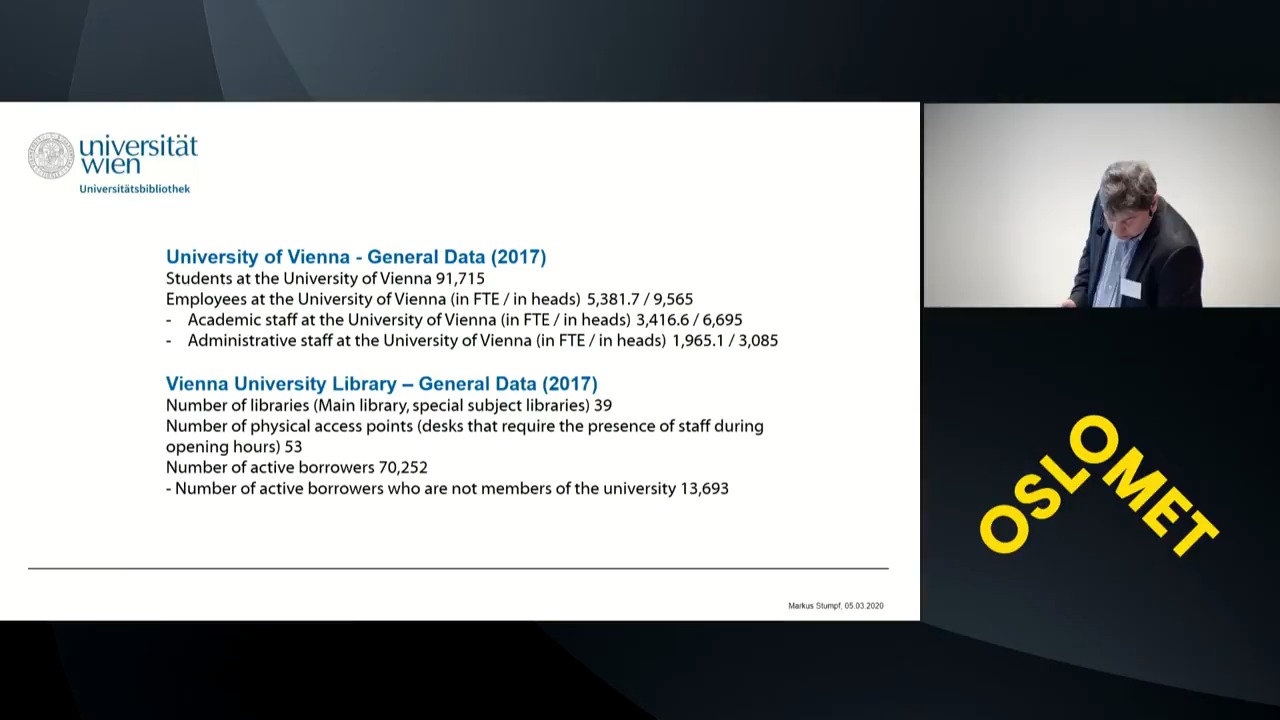 universität
wien
Universitätsbibliothek
University of Vienna - General Data (2017)
Students at the University of Vienna 91,715
Employees at the University of Vienna (in FTE / in heads) 5,381.7 / 9,565
- Academic staff at the University of Vienna (in FTE / in heads) 3,416.6 / 6,695
- Administrative staff at the University of Vienna (in FTE / in heads) 1,965.1 / 3,085
Vienna University Library – General Data (2017)
Number of libraries (Main library, special subject libraries) 39
Number of physical access points (desks that require the presence of staff during
opening hours) 53
Number of active borrowers 70,252
- Number of active borrowers who are not members of the university 13,693
Markus Stumpf, 05.03.2020
OSLOMET